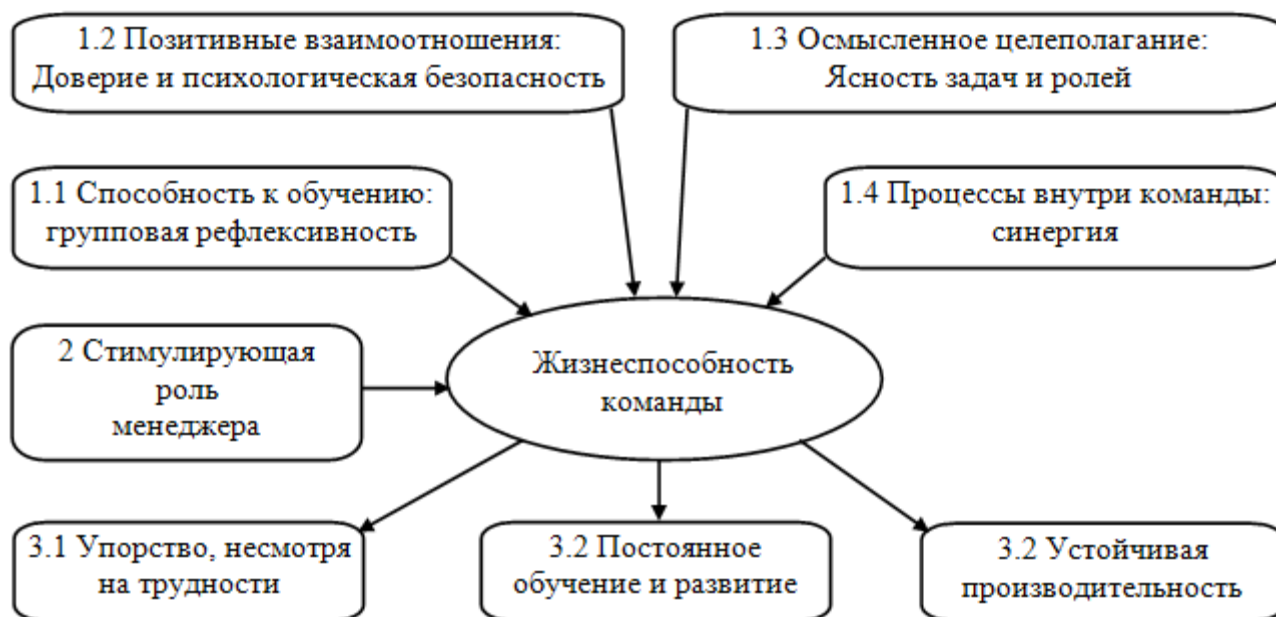 1.2 Позитивные взаимоотношения:
Доверие и психологическая безопасность
1.3 Осмысленное целеполагание:
Ясность задач и ролей
1.1 Способность к обучению:
групповая рефлексивность
1.4 Процессы внутри команды:
синергия
2 Стимулирующая
роль
менеджера
Жизнеспособность
команды
3.1 Упорство, несмотря
на трудности
3.2 Постоянное
обучение и развитие
3.2 Устойчивая
производительность